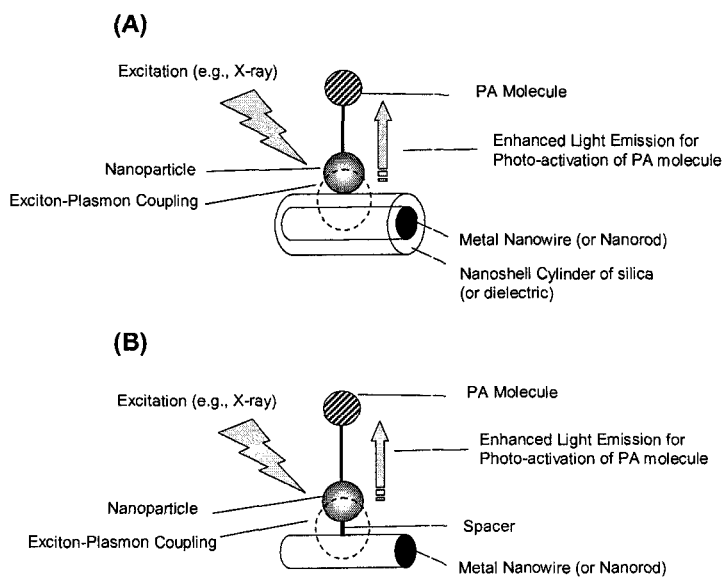 (A)
Excitation (e.g., X-ray)
PA Molecule
Enhanced Light Emission for
Photo-activation of PA molecule
Nanoparticle
Exciton-Plasmon Coupling
Metal Nanowire (or Nanorod)
Nanoshell Cylinder of silica
(or dielectric)
(B)
PA Molecule
Excitation (e.g., X-ray)
Enhanced Light Emission for
Photo-activation of PA molecule
Nanoparticle
Spacer
Exciton-Plasmon Coupling
Metal Nanowire (or Nanorod)